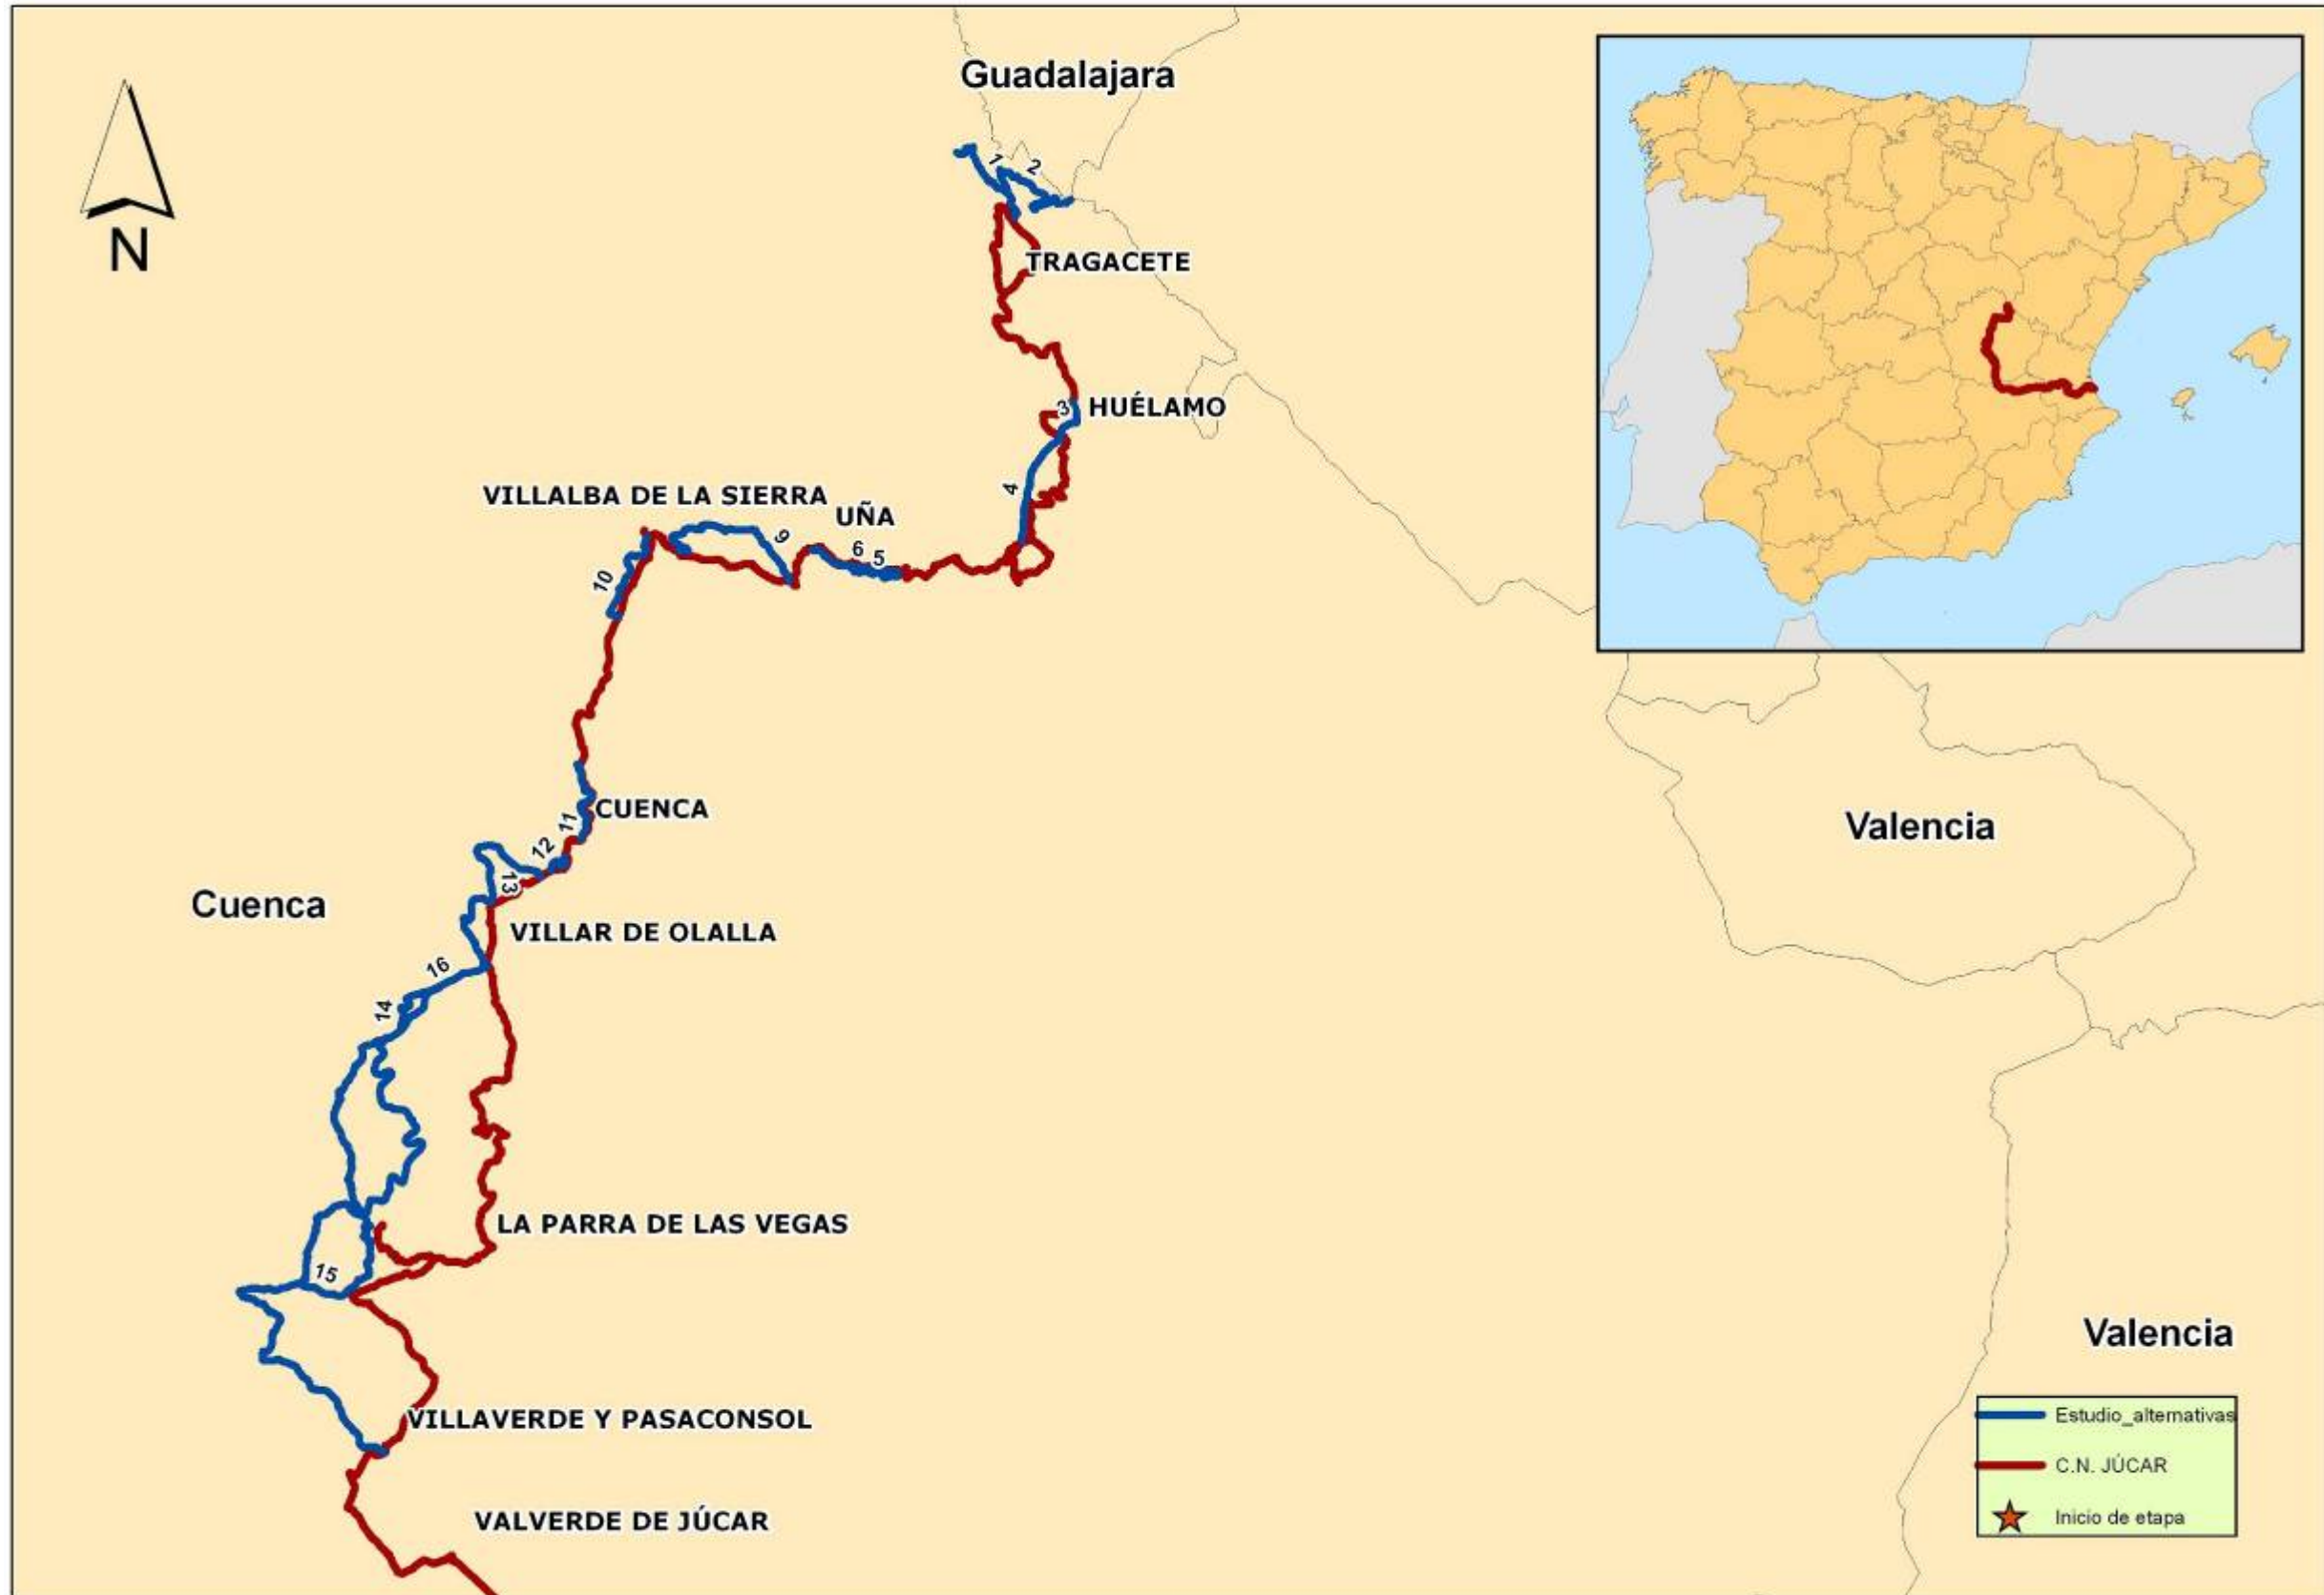 Guadalajara
N
1
2
TRAGACETE
3
HUÉLAMO
4
VILLALBA DE LA SIERRA
UÑA
9
6
5
10
CUENCA
11
12
13
Valencia
Cuenca
VILLAR DE OLALLA
16
14
LA PARRA DE LAS VEGAS
15
Valencia
VILLAVERDE Y PASACONSOL
VALVERDE DE JÚCAR
Estudio_alternativas
C.N. JÚCAR
Inicio de etapa